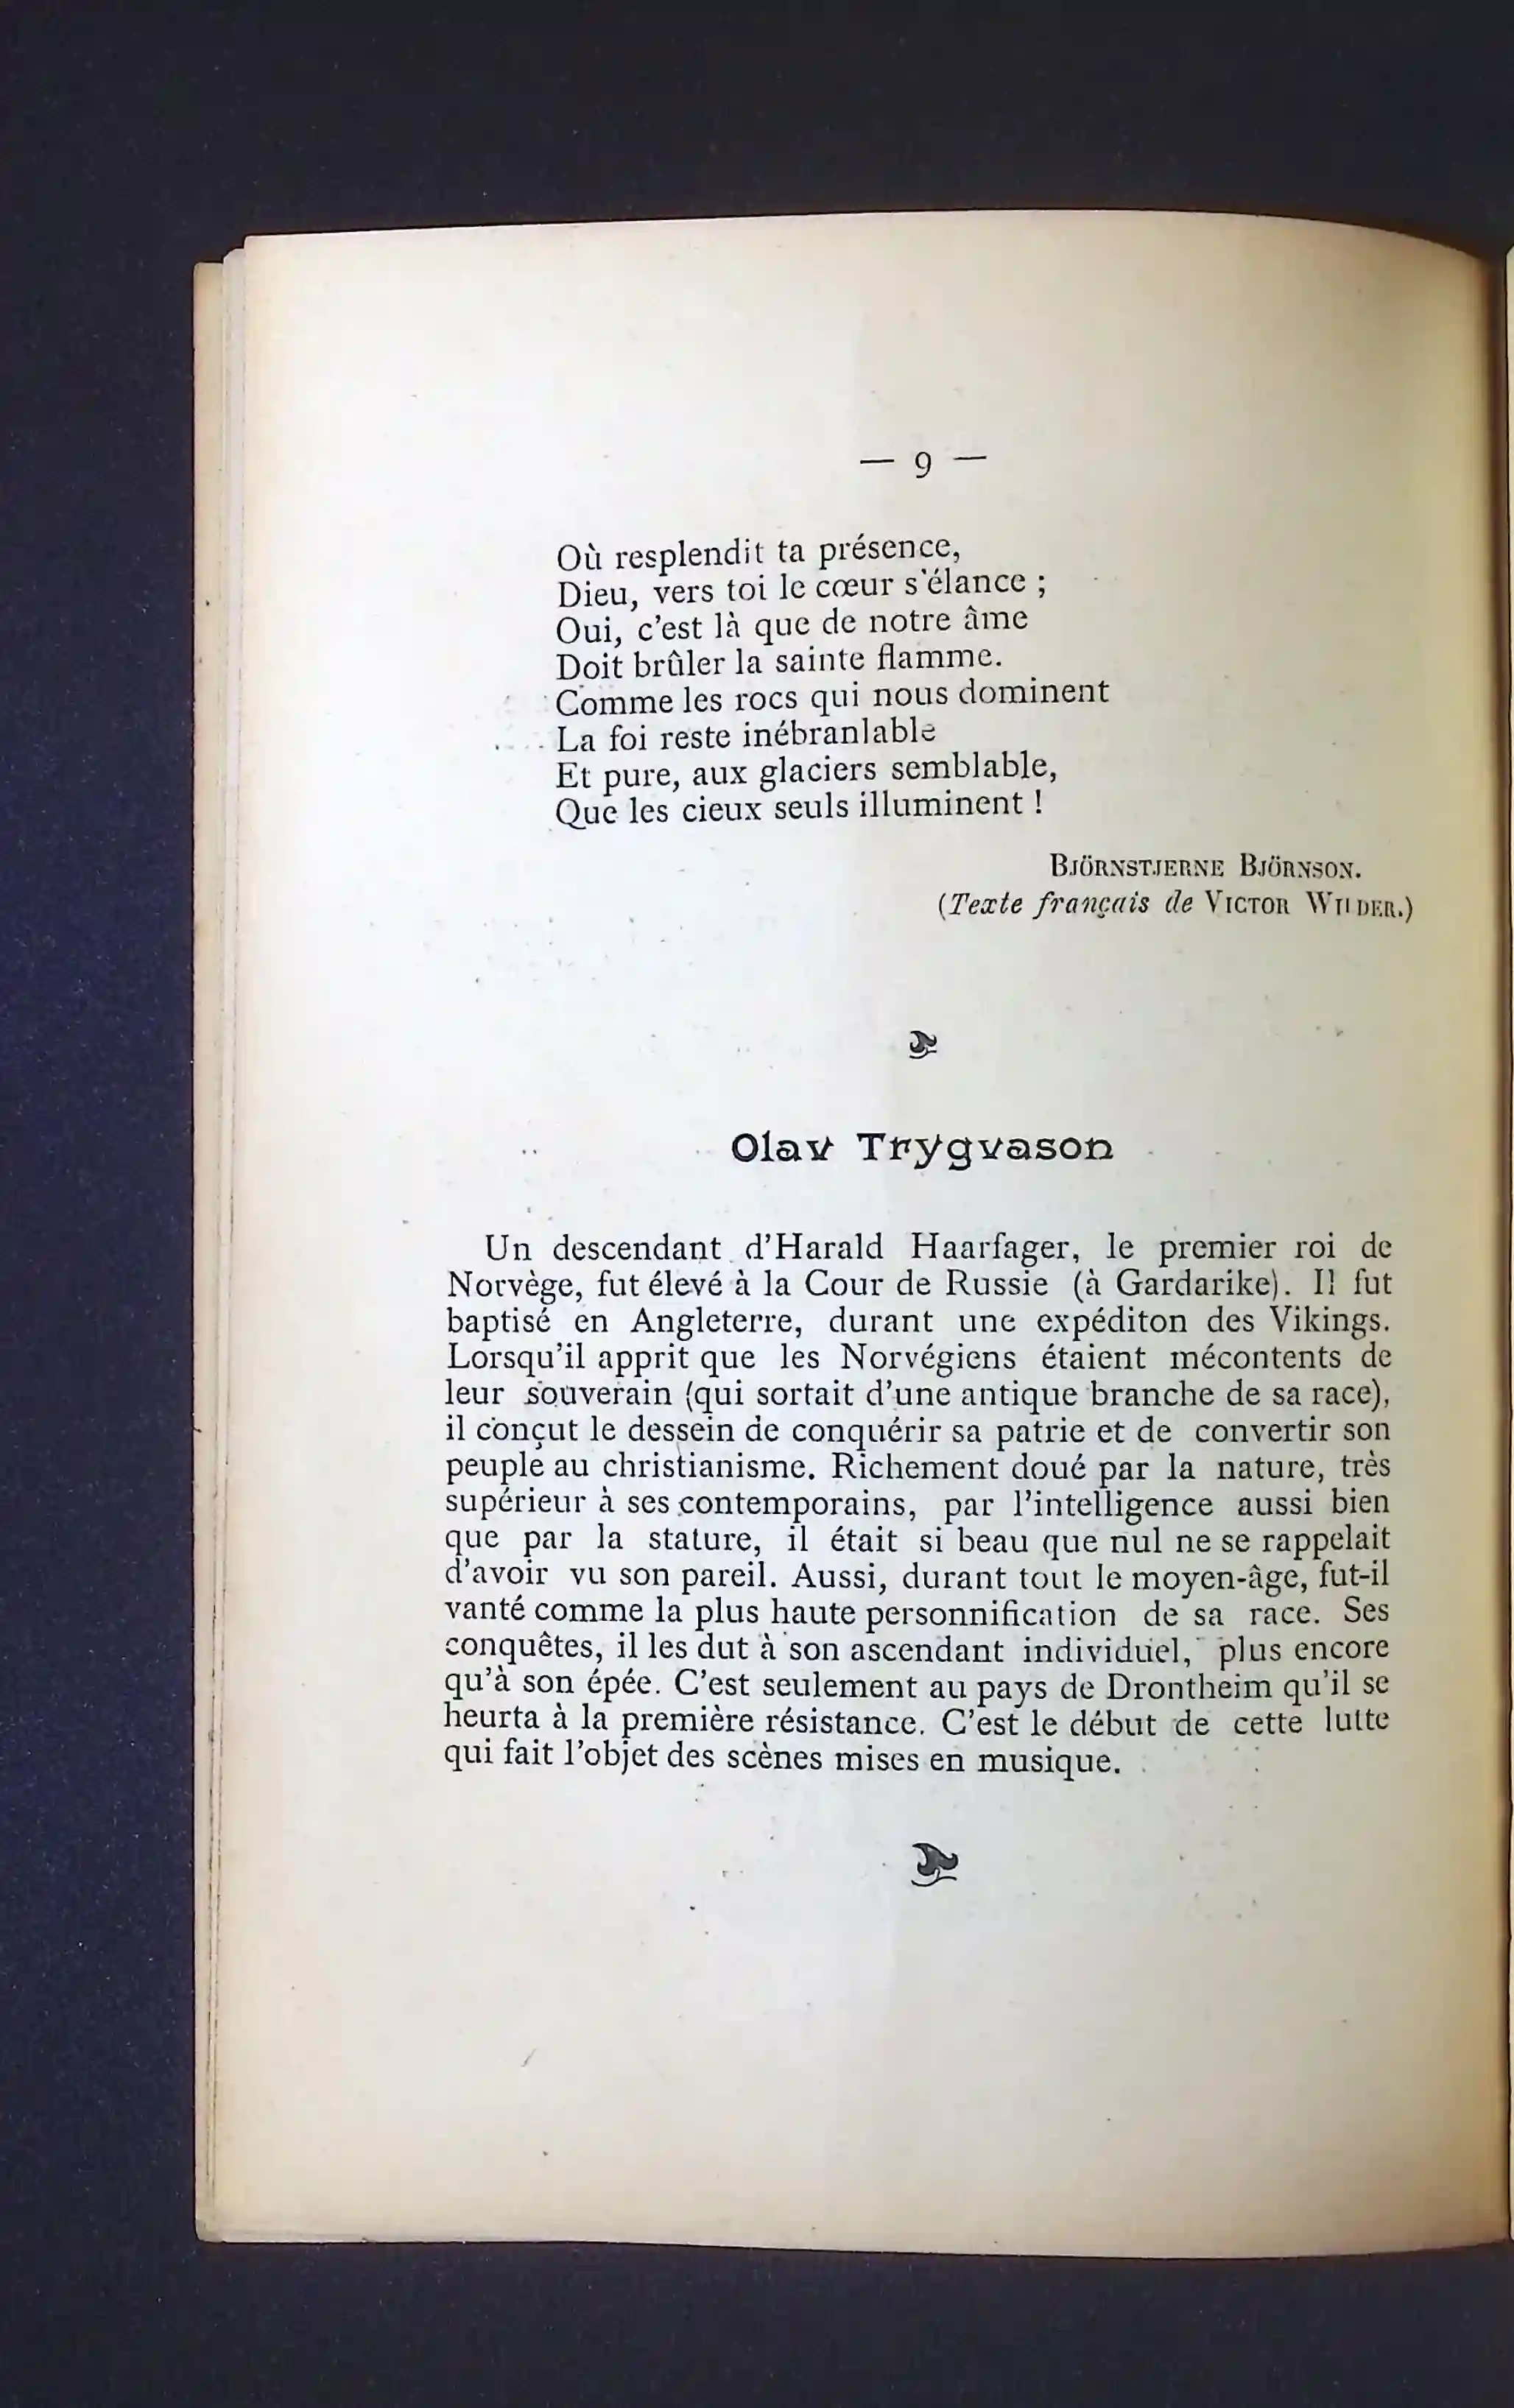 — 9 —
Où resplendit ta présence,
Dieu, vers toi le cœur s'élance ;
Oui, c'est là que de notre âme
Doit brûler la sainte flamme.
Comme les rocs qui nous dominent
La foi reste inébranlable
Et pure, aux glaciers semblable,
Que les cieux seuls illuminent !
BJÖRNSTJERNE BJÖRNSON.
(Texte français de VICTOR WILDER.)
Olav Trygvason
Un descendant d'Harald Haarfager, le premier roi de
Norvège, fut élevé à la Cour de Russie (à Gardarike). Il fut
baptisé en Angleterre, durant une expéditon des Vikings.
Lorsqu'il apprit que les Norvégiens étaient mécontents de
leur souverain (qui sortait d'une antique branche de sa race),
il conçut le dessein de conquérir sa patrie et de convertir son
peuple au christianisme. Richement doué par la nature, très
supérieur à ses contemporains, par l'intelligence aussi bien
que par la stature, il était si beau que nul ne se rappelait
d'avoir vu son pareil. Aussi, durant tout le moyen-âge, fut-il
vanté comme la plus haute personnification de sa race. Ses
conquêtes, il les dut à son ascendant individuel, plus encore
qu'à son épée. C'est seulement au pays de Drontheim qu'il se
heurta à la première résistance. C'est le début de cette lutte
qui fait l'objet des scènes mises en musique.